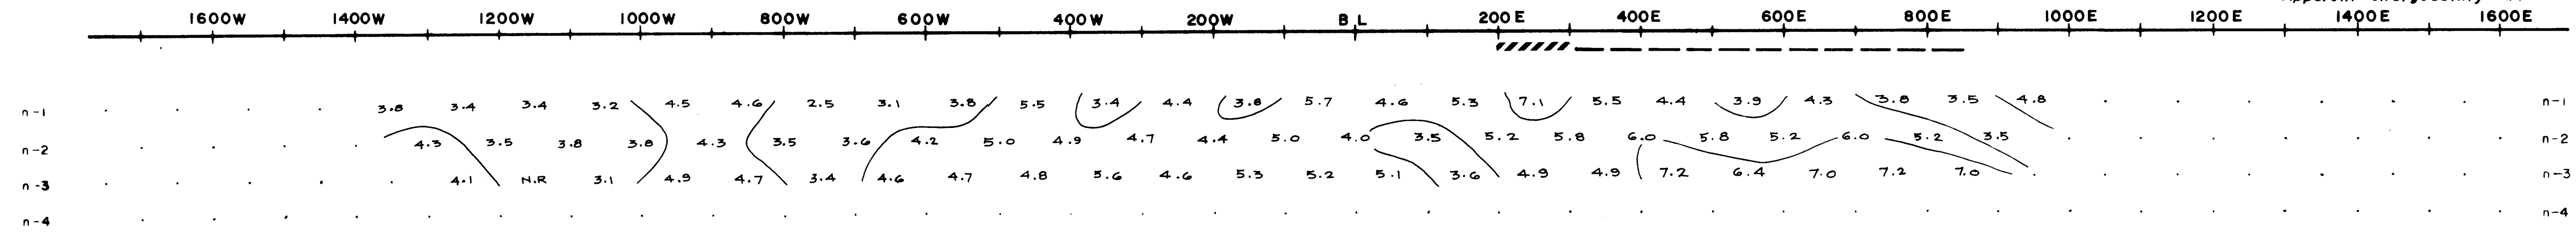 Apparent Chargeability
1600W 1400W 1200W 1000W 800W 600W 400W 200W B L 200E 400E 600E 800E 1000E 1200E 1400E 1600E
n-1 3.8 3.4 3.4 3.2 4.5 4.6 2.5 3.1 3.8 5.5 3.4 4.4 3.8 5.7 4.6 5.3 7.1 5.5 4.4 3.9 4.3 3.8 3.5 4.8 n-1
n-2 4.3 3.5 3.8 3.8 4.3 3.5 3.6 4.2 5.0 4.9 4.7 4.4 5.0 4.0 3.5 5.2 5.8 6.0 5.8 5.2 6.0 5.2 3.5 n-2
n-3 4.1 N.R 3.1 4.9 4.7 3.4 4.6 4.7 4.8 5.6 4.6 5.3 5.2 5.1 3.6 4.9 4.9 7.2 6.4 7.0 7.2 7.0 n-3
n-4 n-4